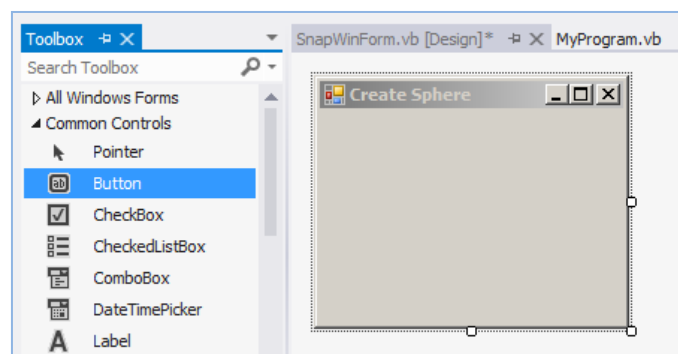 Toolbox
Search Toolbox
All Windows Forms
Common Controls
Pointer
ab Button
CheckBox
CheckedListBox
ComboBox
DateTimePicker
A Label
SnapWinForm.vb [Design]* MyProgram.vb
Create Sphere